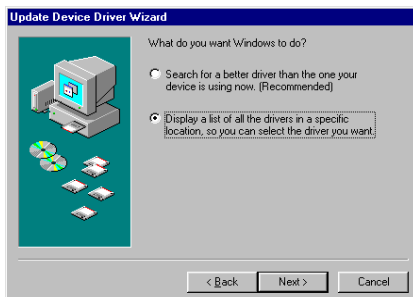 Update Device Driver Wizard
What do you want Windows to do?
Search for a better driver than the one your
device is using now. (Recommended)
Display a list of all the drivers in a specific
location, so you can select the driver you want.
< Back
Next >
Cancel